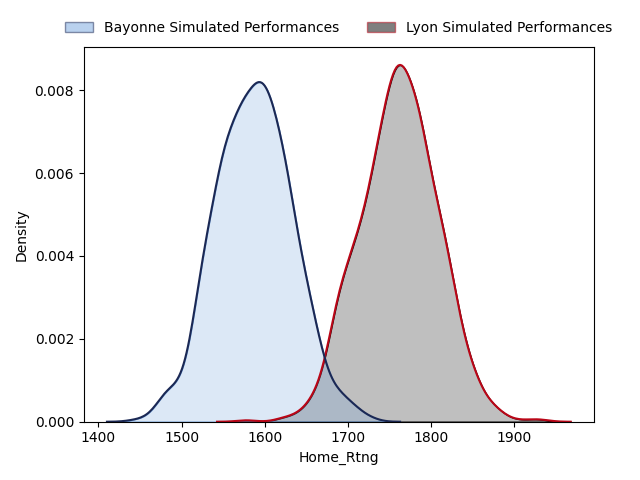 Bayonne Simulated Performances Lyon Simulated Performances
0.008
0.006
0.004
0.002
0.000
Density
1400 1500 1600 1700 1800 1900
Home_Rtng